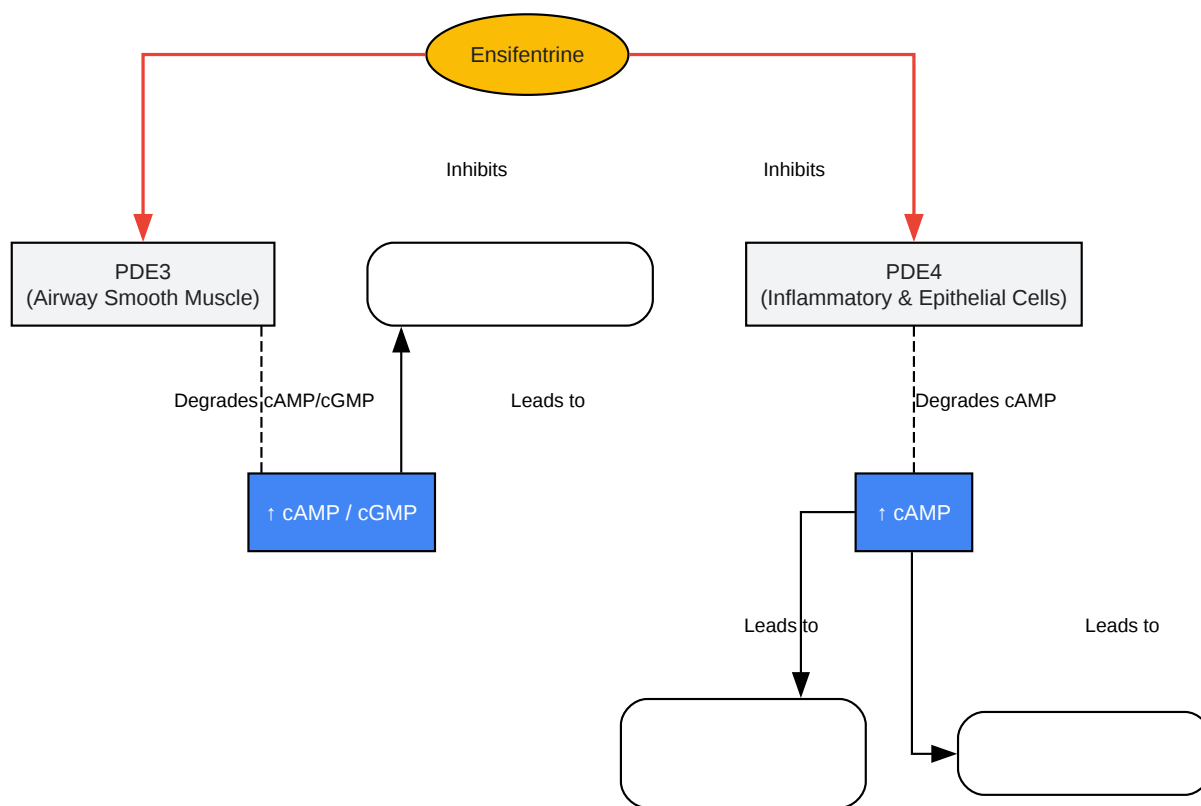 Ensifentrine
Inhibits
Inhibits
PDE3
(Airway Smooth Muscle)
PDE4
(Inflammatory & Epithelial Cells)
Degrades cAMP/cGMP
Leads to
Degrades cAMP
↑ cAMP / cGMP
↑ cAMP
Leads to
Leads to